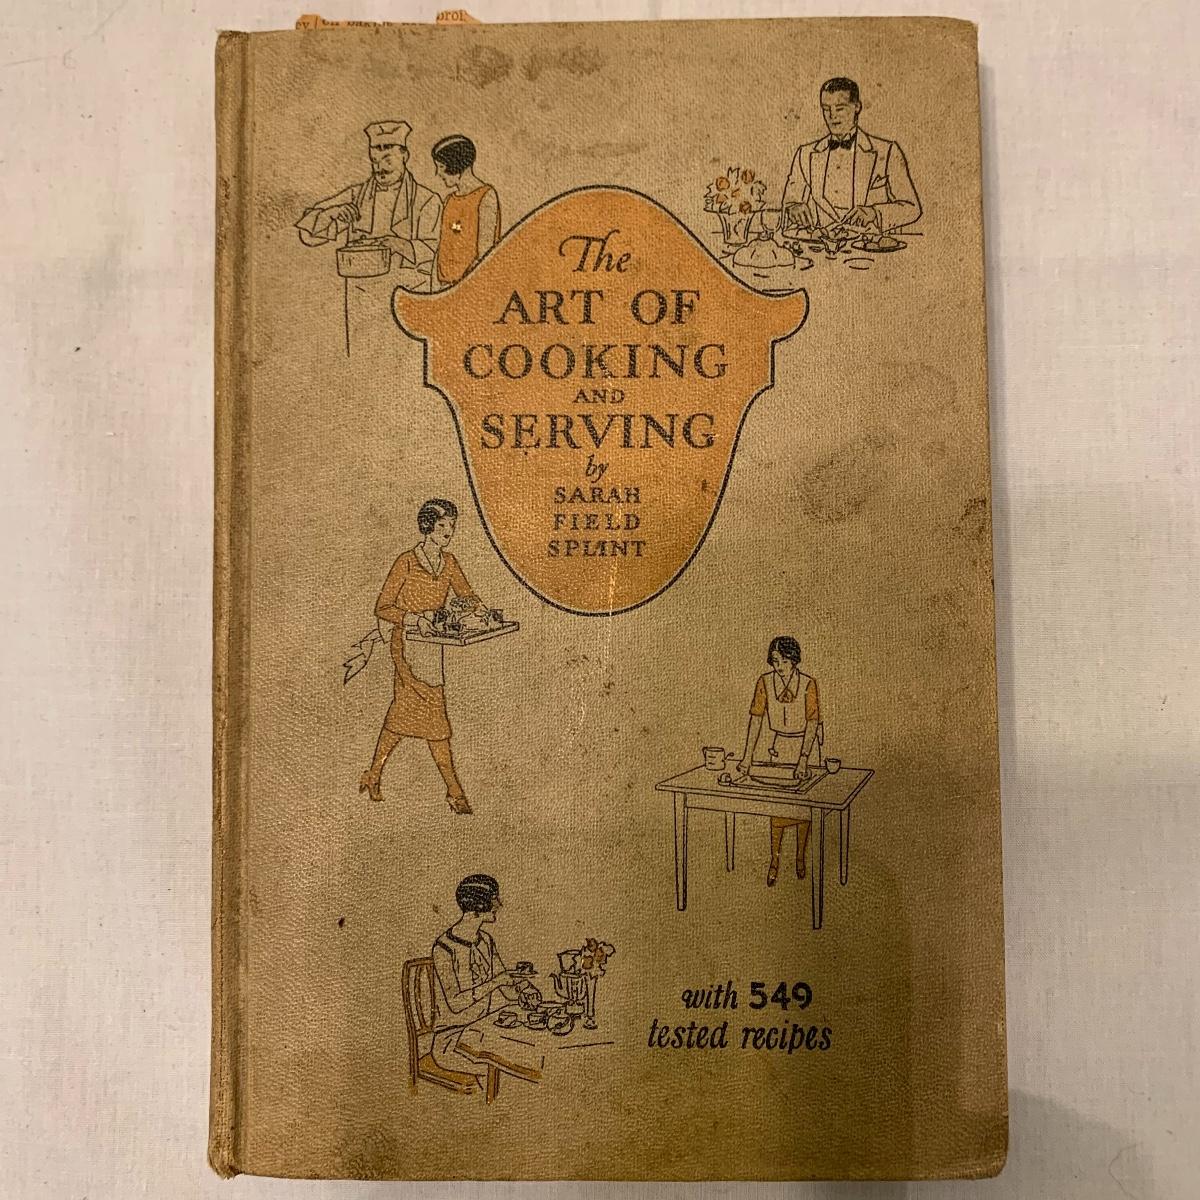 The
ART OF
COOKING
AND
SERVING
by
SARAH
FIELD
SPLINT
with 549
tested recipes